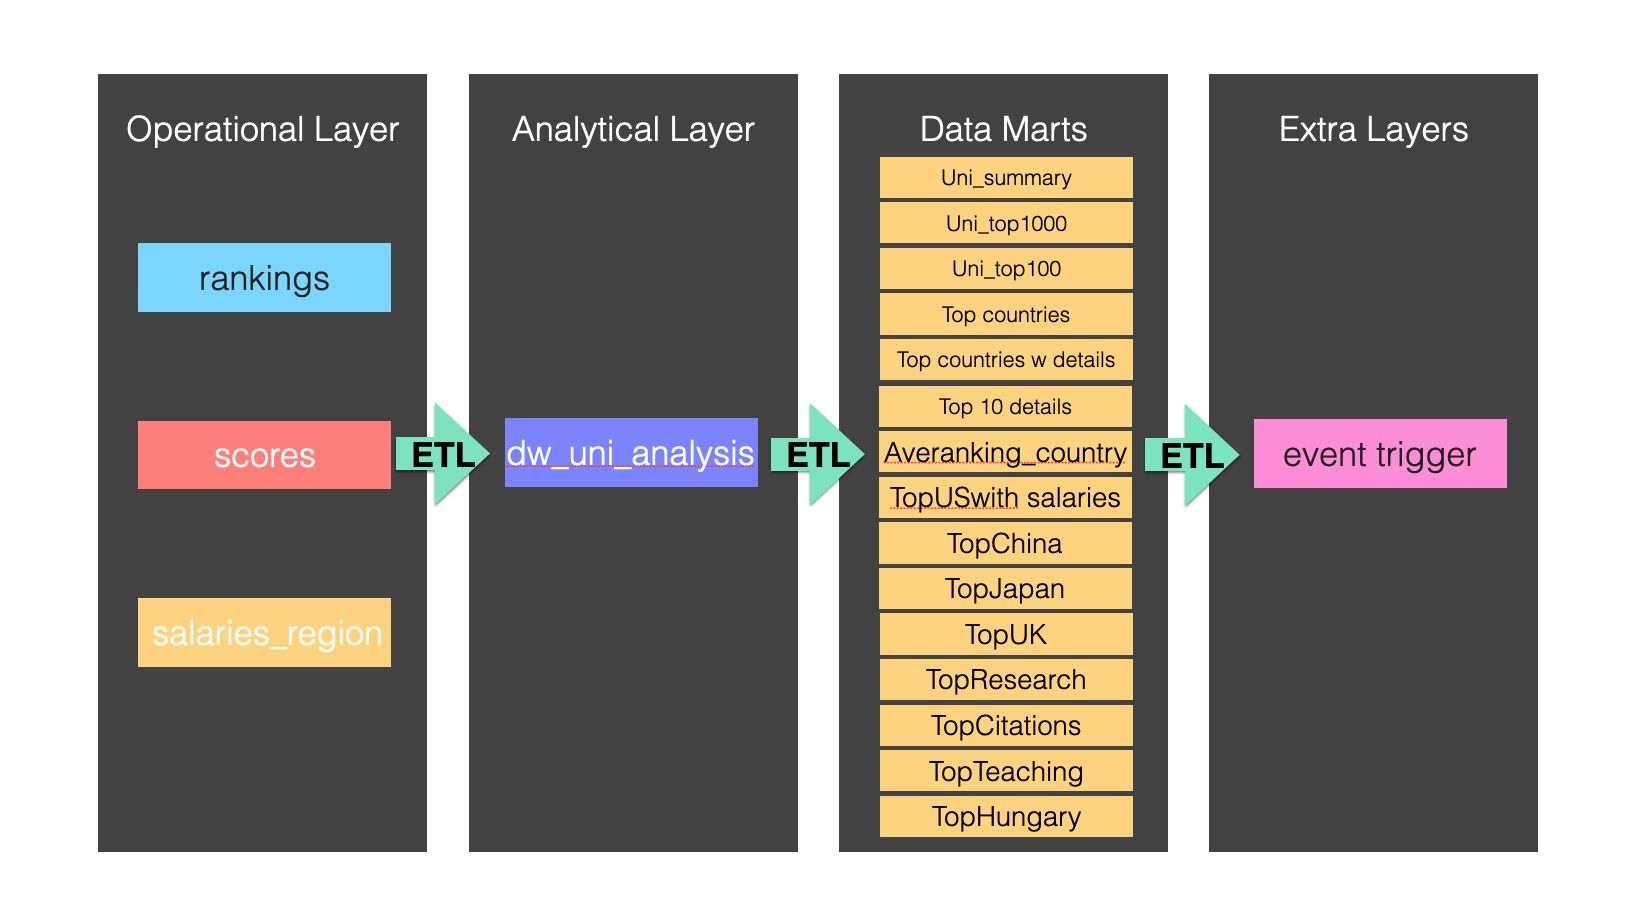 Operational Layer
rankings
scores
salaries_region
ETL
Analytical Layer
dw_uni_analysis
ETL
Data Marts
Uni_summary
Uni_top1000
Uni_top100
Top countries
Top countries w details
Top 10 details
Averanking_country
TopUSwith salaries
TopChina
TopJapan
TopUK
TopResearch
TopCitations
TopTeaching
TopHungary
ETL
Extra Layers
event trigger